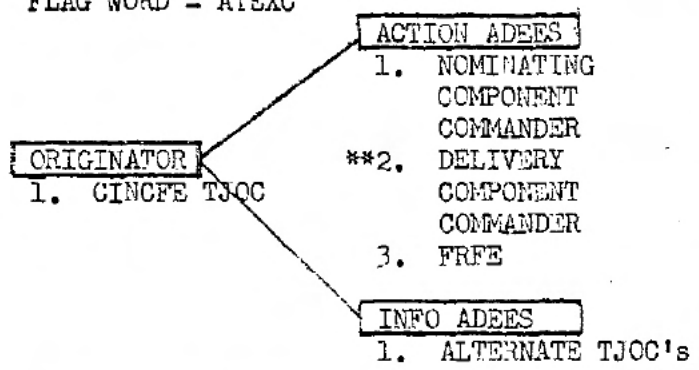 FLAG WORD - ATEXC
ACTION ADEES
1. NOMINATING
COMPONENT
COMMANDER
ORIGINATOR
**2. DELIVERY
1. CINCFE TJOC
COMPONENT
COMMANDER
3. FRFE
INFO ADEES
1. ALTERNATE TJOC's